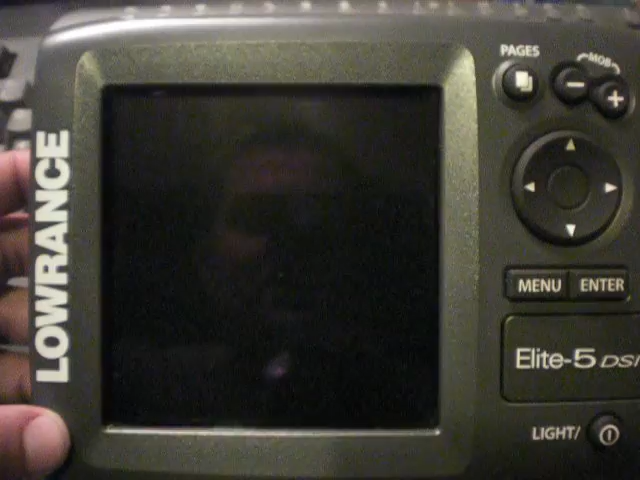 LOWRANCE
PAGES
MOB
MENU ENTER
Elite-5 DSI
LIGHT/